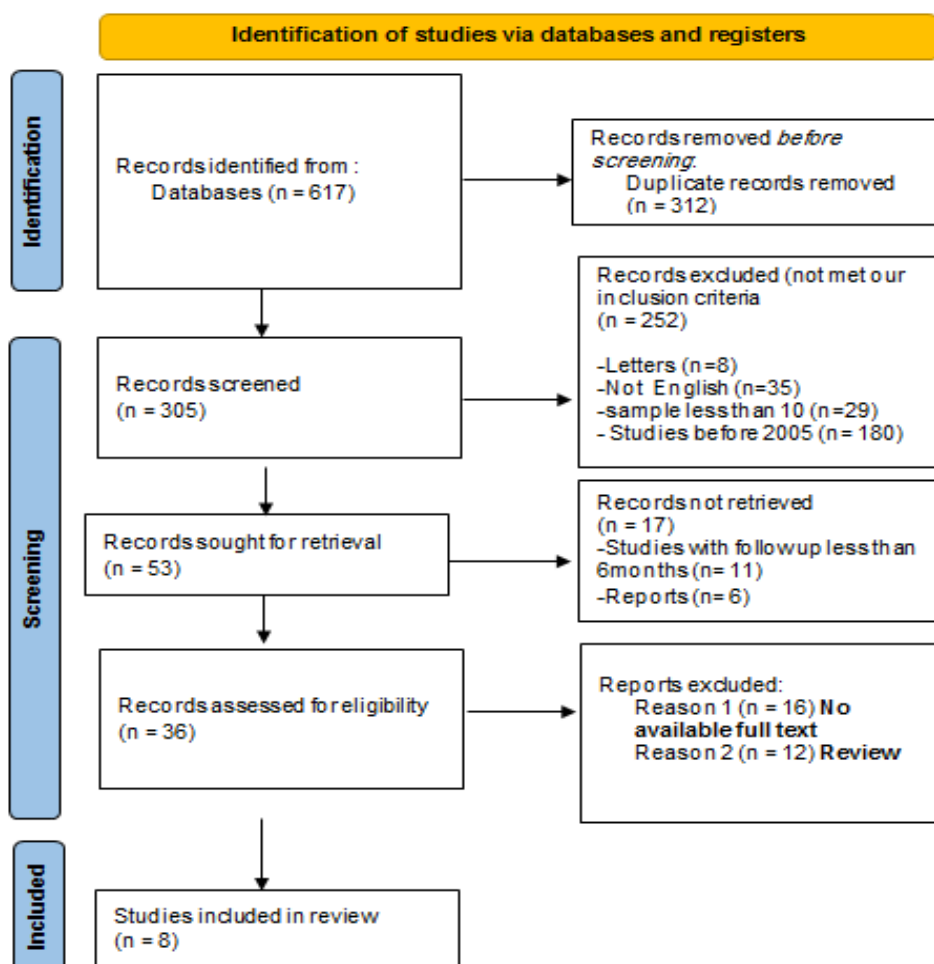 Identification of studies via databases and registers
Identification
Records identified from :
Databases (n = 617)
Records removed before
screening:
Duplicate records removed
(n = 312)
Screening
Records screened
(n = 305)
Records excluded (not met our
inclusion criteria
(n = 252)
-Letters (n=8)
-Not English (n=35)
-sample less than 10 (n=29)
- Studies before 2005 (n = 180)
Records sought for retrieval
(n = 53)
Records not retrieved
(n = 17)
-Studies with follow up less than
6months (n= 11)
-Reports (n= 6)
Records assessed for religibility
(n = 36)
Reports excluded:
Reason 1 (n = 16) No
available full text
Reason 2 (n = 12) Review
Included
Studies included in review
(n = 8)